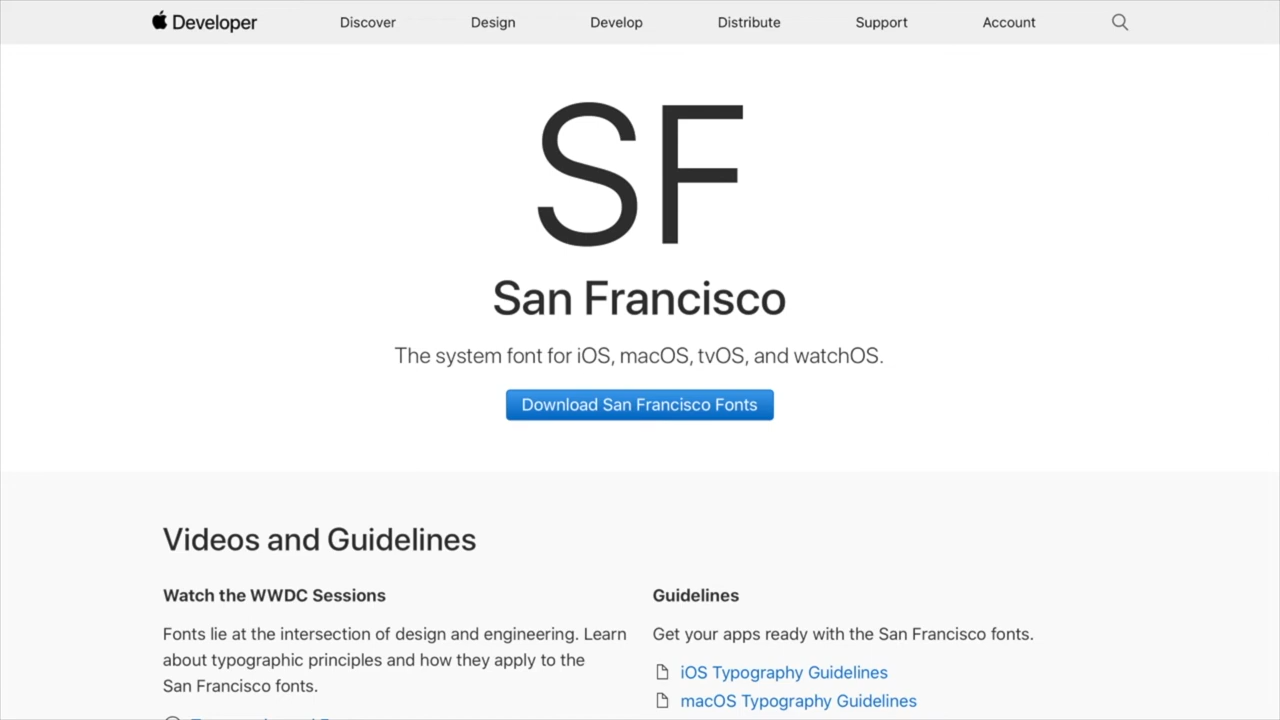 Developer
Discover
Design
Develop
Distribute
Support
Account
SF
San Francisco
The system font for iOS, macOS, tvOS, and watchOS.
Download San Francisco Fonts
Videos and Guidelines
Watch the WWDC Sessions
Fonts lie at the intersection of design and engineering. Learn
about typographic principles and how they apply to the
San Francisco fonts.
Guidelines
Get your apps ready with the San Francisco fonts.
iOS Typography Guidelines
macOS Typography Guidelines